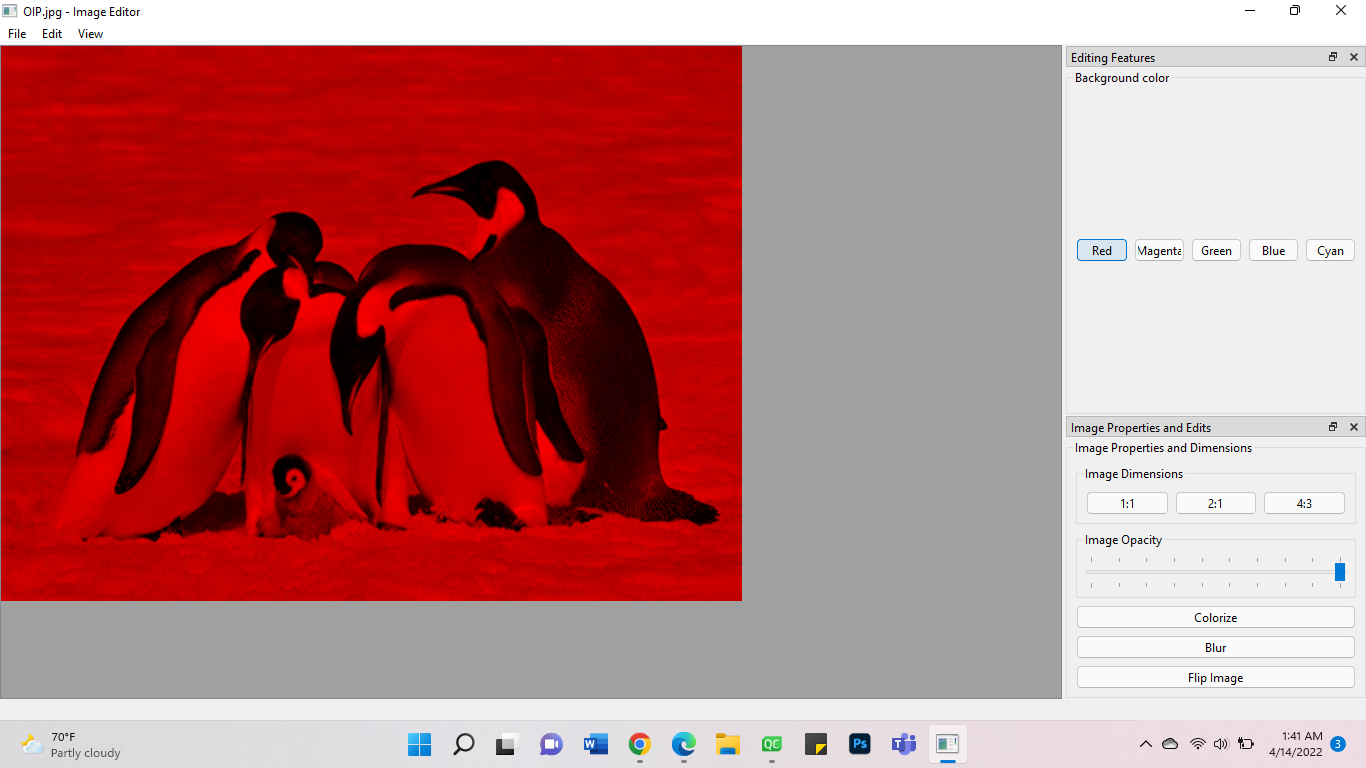 OIP.jpg - Image Editor
File Edit View
Editing Features
Background color
Red Magenta Green Blue Cyan
Image Properties and Edits
Image Properties and Dimensions
Image Dimensions
1:1 2:1 4:3
Image Opacity
Colorize
Blur
Flip Image
70°F
Partly cloudy
W
QC
Ps
T
1:41 AM
4/14/2022
3